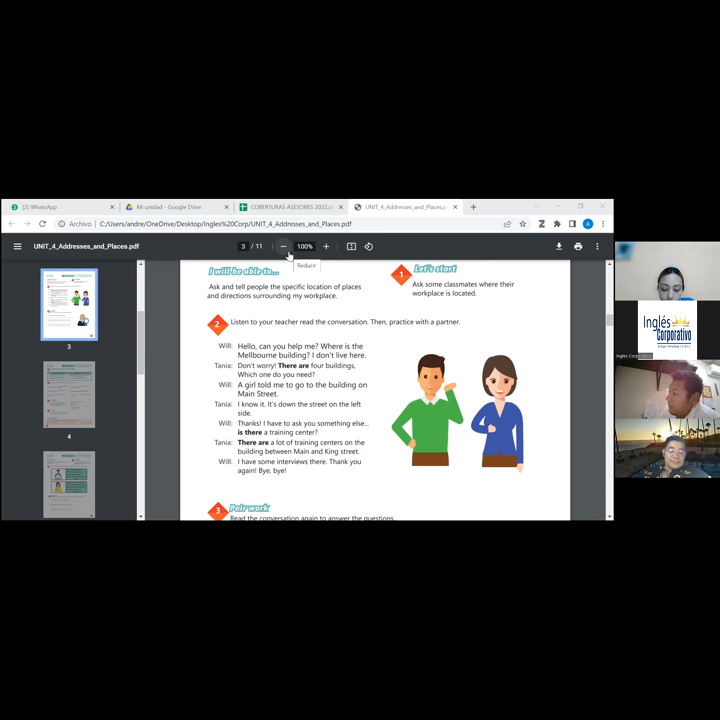 (2) WhatsApp
Mi unidad - Google Drive
COBERTURAS ASESORES 2022.xl
UNIT_4_Addresses_and_Places.p
Archivo
C:/Users/andre/OneDrive/Desktop/Ingles%20Corp/UNIT_4_Addresses_and_Places.pdf
UNIT_4_Addresses_and_Places.pdf
3 / 11
100%
Reducir
3
4
I will be able to...
Ask and tell people the specific location of places
and directions surrounding my workplace.
1
Let's start
Ask some classmates where their
workplace is located.
2
Listen to your teacher read the conversation. Then, practice with a partner.
Will: Hello, can you help me? Where is the
Mellbourne building? I don't live here.
Tania: Don't worry! There are four buildings,
Which one do you need?
Will: A girl told me to go to the building on
Main Street.
Tania: I know it. It's down the street on the left
side.
Will: Thanks! I have to ask you something else...
is there a training center?
Tania: There are a lot of training centers on the
building between Main and King street.
Will: I have some interviews there. Thank you
again! Bye, bye!
3
Pair work
Read the conversation again to answer the questions.
Inglés
Corporativo
Ingles Corporativo